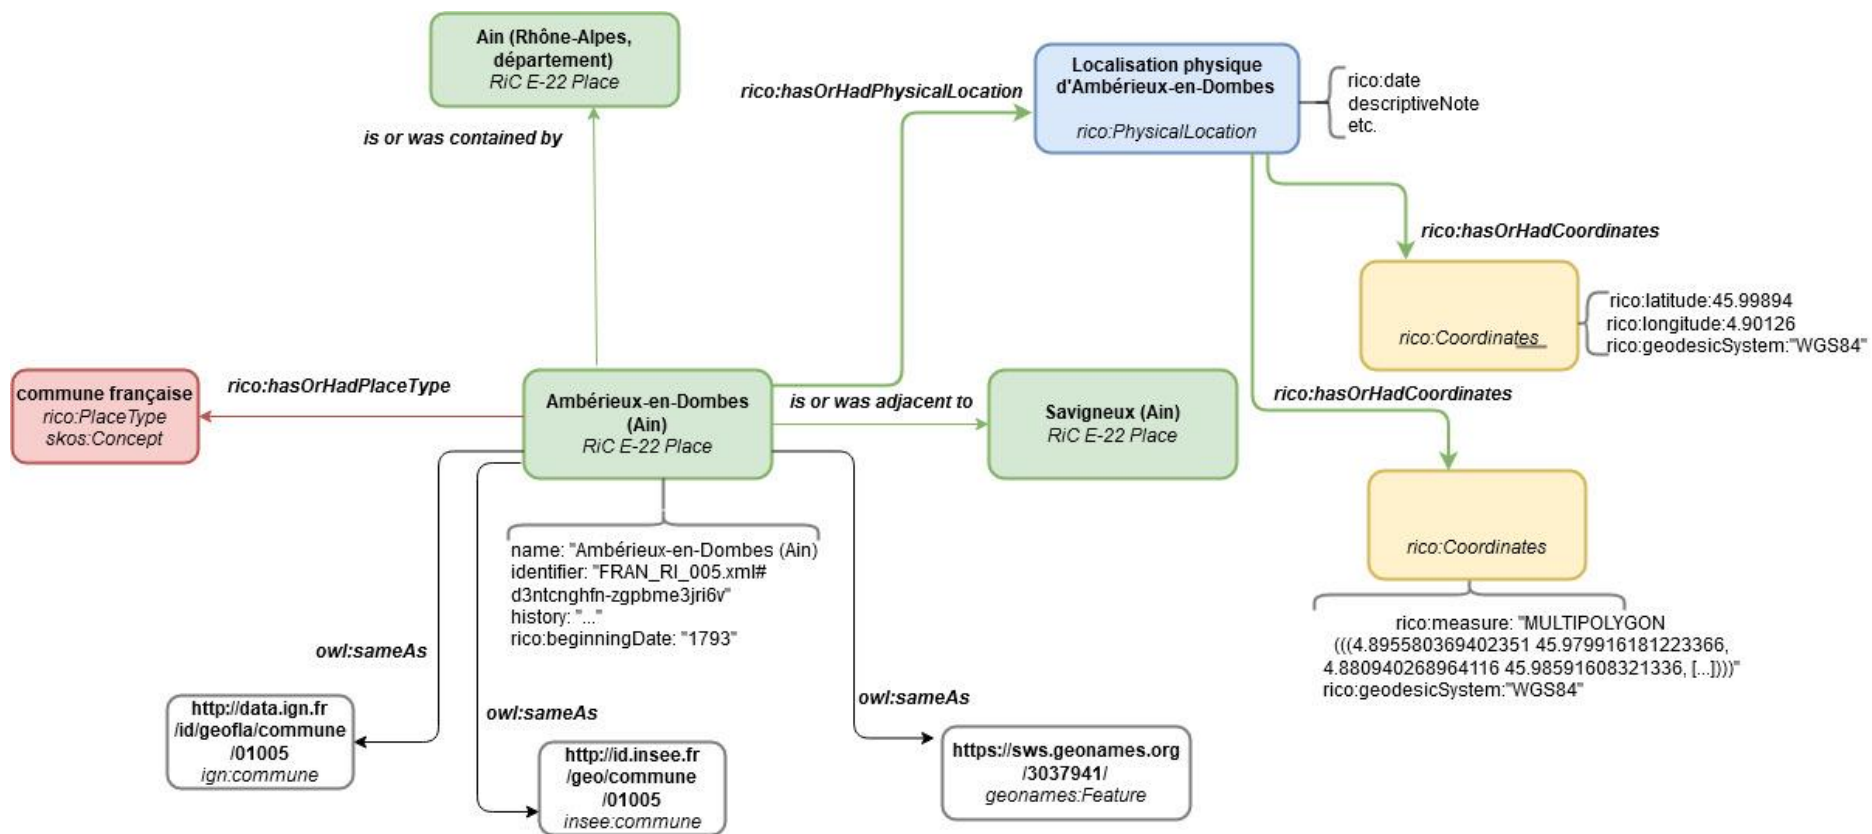 Ain (Rhône-Alpes,
département)
RiC E-22 Place
is or was contained by
rico:hasOrHadPhysicalLocation
Localisation physique
d'Ambérieux-en-Dombes
rico:PhysicalLocation
rico:date
descriptiveNote
etc.
rico:hasOrHadCoordinates
rico:Coordinates
rico:latitude:45.99894
rico:longitude:4.90126
rico:geodesicSystem:"WGS84"
commune française
rico:PlaceType
skos:Concept
rico:hasOrHadPlaceType
Ambérieux-en-Dombes
(Ain)
RiC E-22 Place
is or was adjacent to
Savigneux (Ain)
RiC E-22 Place
rico:hasOrHadCoordinates
rico:Coordinates
rico:measure: "MULTIPOLYGON
(((4.895580369402351 45.979916181223366,
4.880940268964116 45.98591608321336, [...])))"
rico:geodesicSystem:"WGS84"
name: "Ambérieux-en-Dombes (Ain)
identifier: "FRAN_RI_005.xml#
d3ntcnghfn-zgpbme3jri6v"
history: "..."
rico:beginningDate: "1793"
owl:sameAs
http://data.ign.fr
/id/geofla/commune
/01005
ign:commune
owl:sameAs
http://id.insee.fr
/geo/commune
/01005
insee:commune
owl:sameAs
https://sws.geonames.org
/3037941/
geonames:Feature